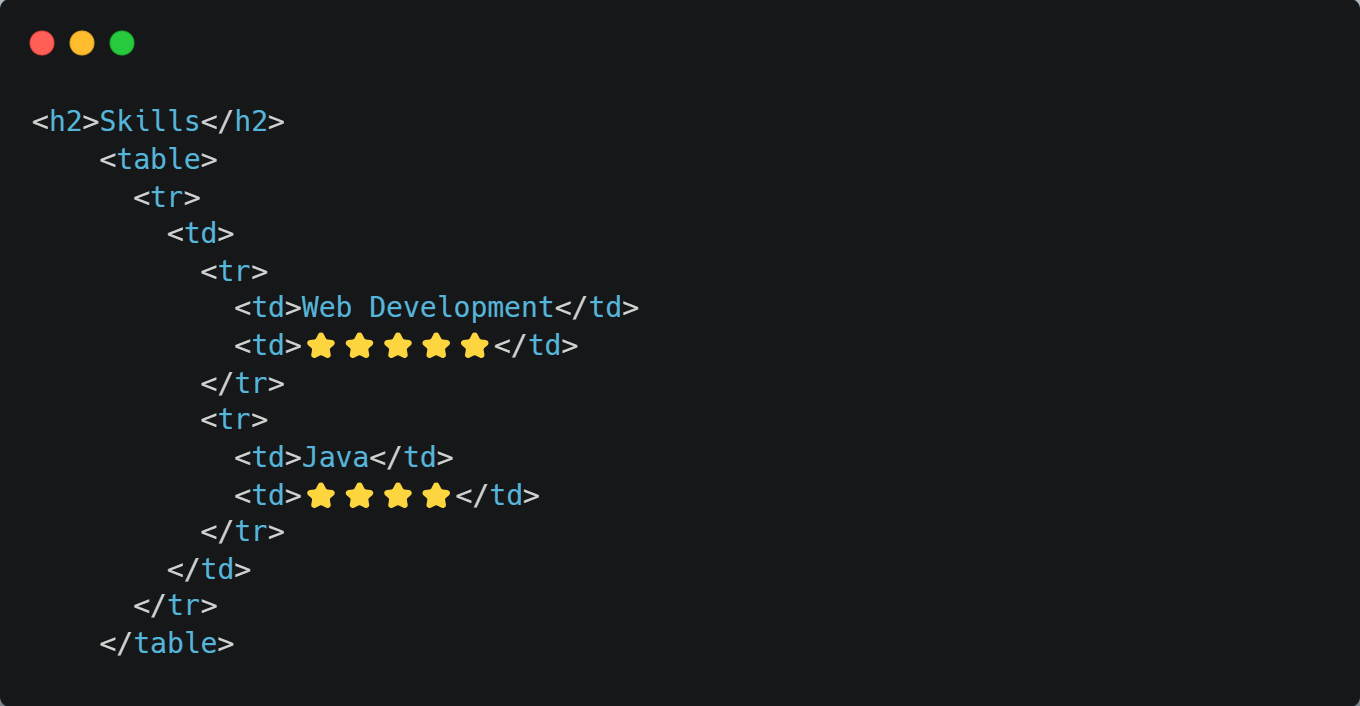 <h2>Skills</h2>
    <table>
      <tr>
        <td>
          <tr>
            <td>Web Development</td>
            <td>⭐⭐⭐⭐⭐</td>
          </tr>
          <tr>
            <td>Java</td>
            <td>⭐⭐⭐⭐</td>
          </tr>
        </td>
      </tr>
    </table>